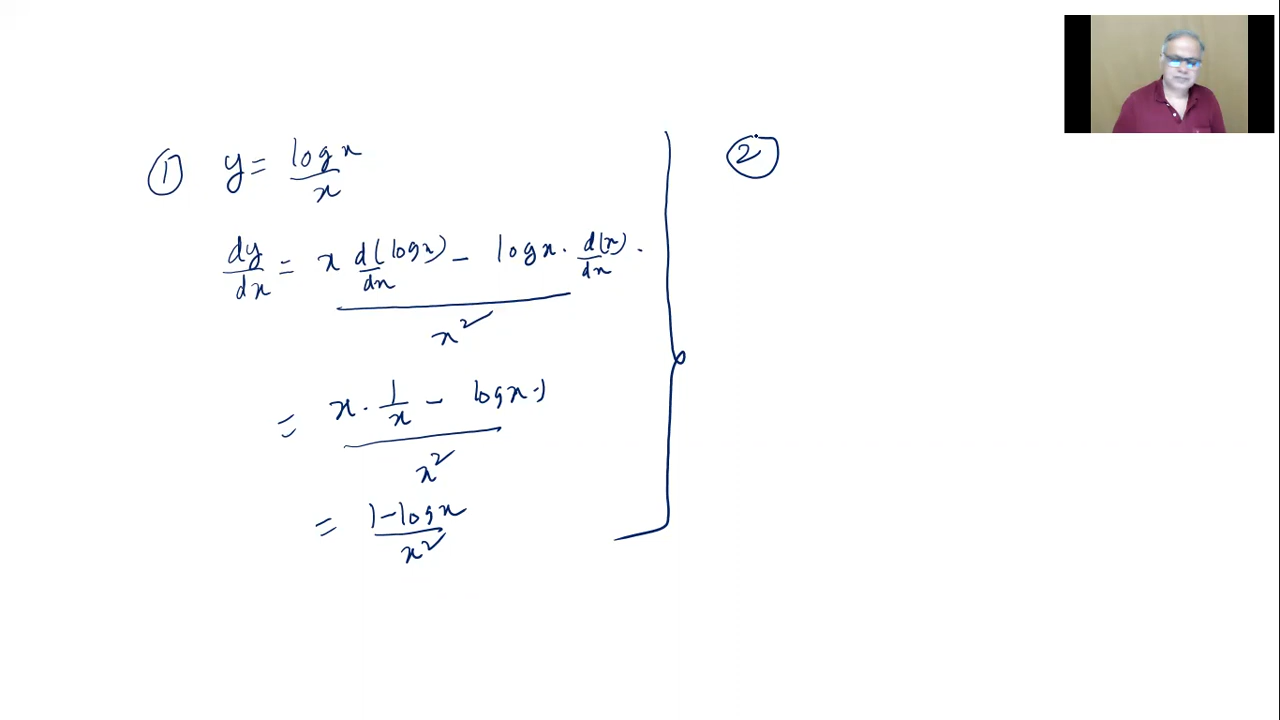 ① y = log x / x
dy/dx = x d(log x)/dx - log x · d(x)/dx .
x²
= x · 1/x - log x · 1
x²
= 1 - log x / x²
②